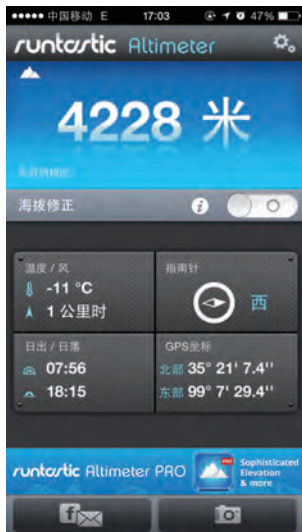 中国移动 E 17:03 47%
runtastic Altimeter
4228 米
海拔修正
温度 / 风
-11 °C
1 公里时
指南针
西
日出 / 日落
07:56
18:15
GPS坐标
北部 35° 21' 7.4''
东部 99° 7' 29.4''
runtastic Altimeter PRO
PRO
Sophisticated
Elevation
& more